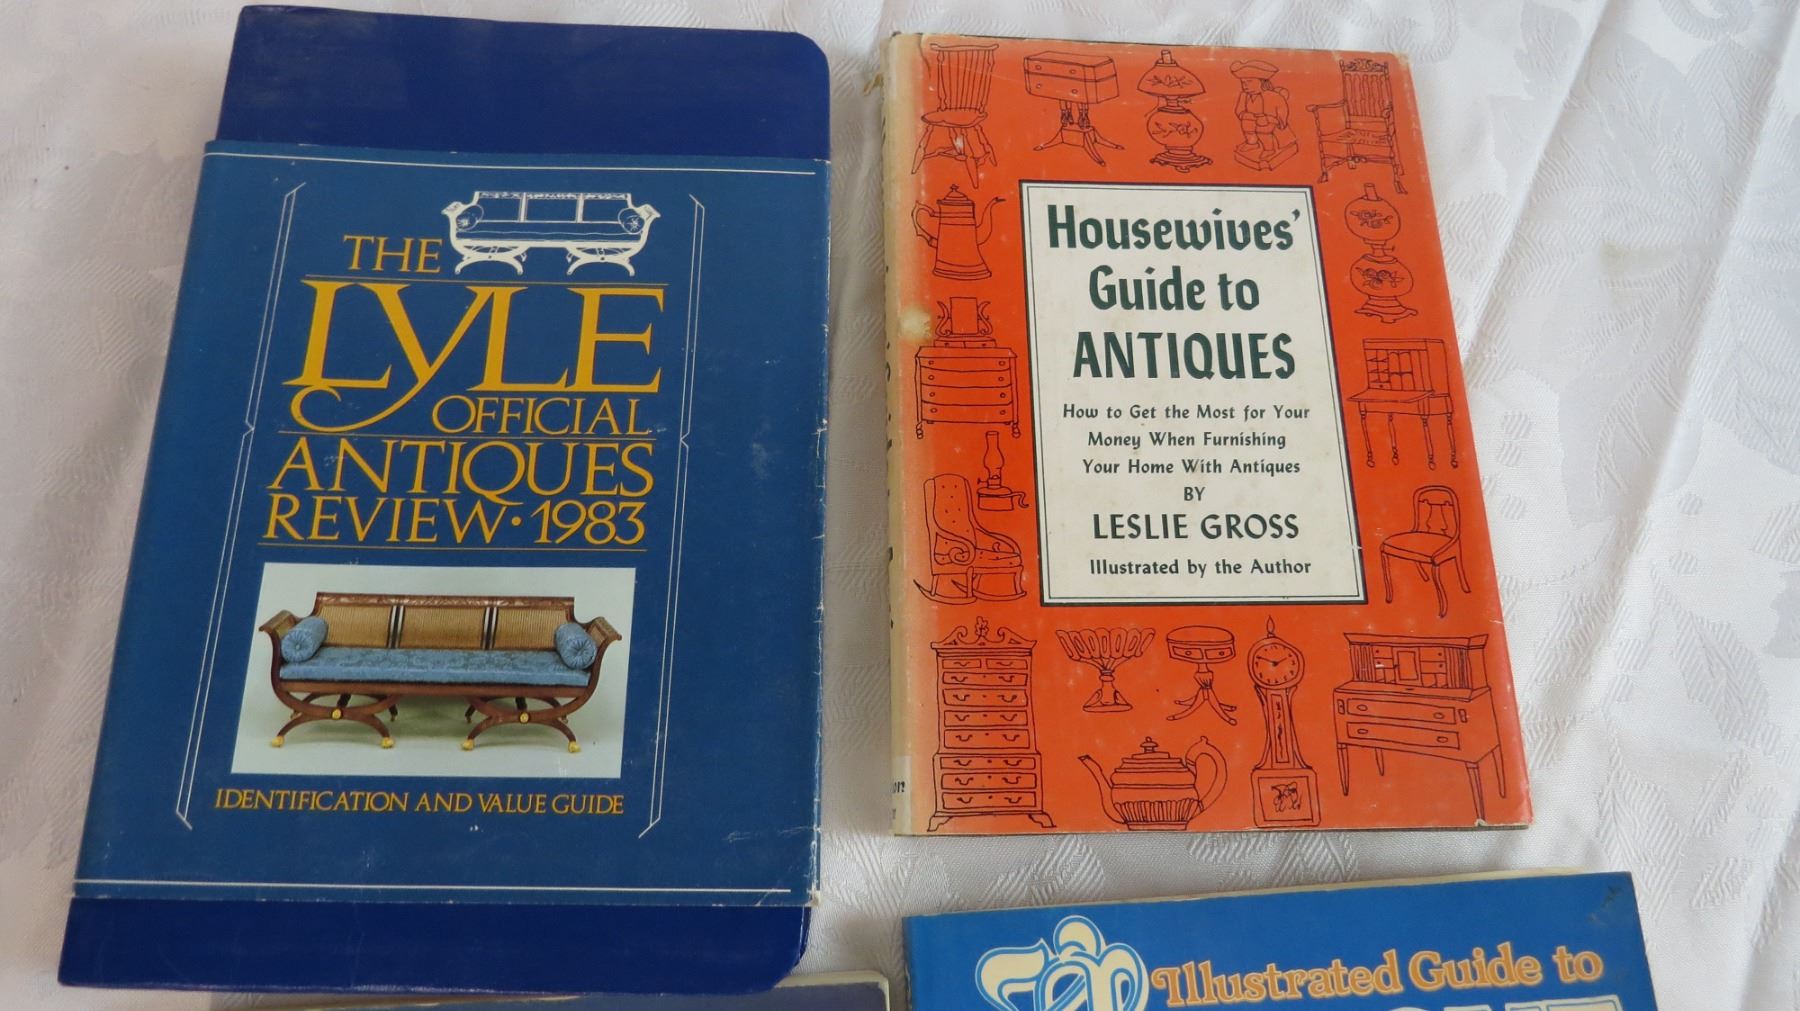 THE
LYLE
OFFICIAL
ANTIQUES
REVIEW • 1983
IDENTIFICATION AND VALUE GUIDE
Housewives'
Guide to
ANTIQUES
How to Get the Most for Your
Money When Furnishing
Your Home With Antiques
BY
LESLIE GROSS
Illustrated by the Author
Illustrated Guide to